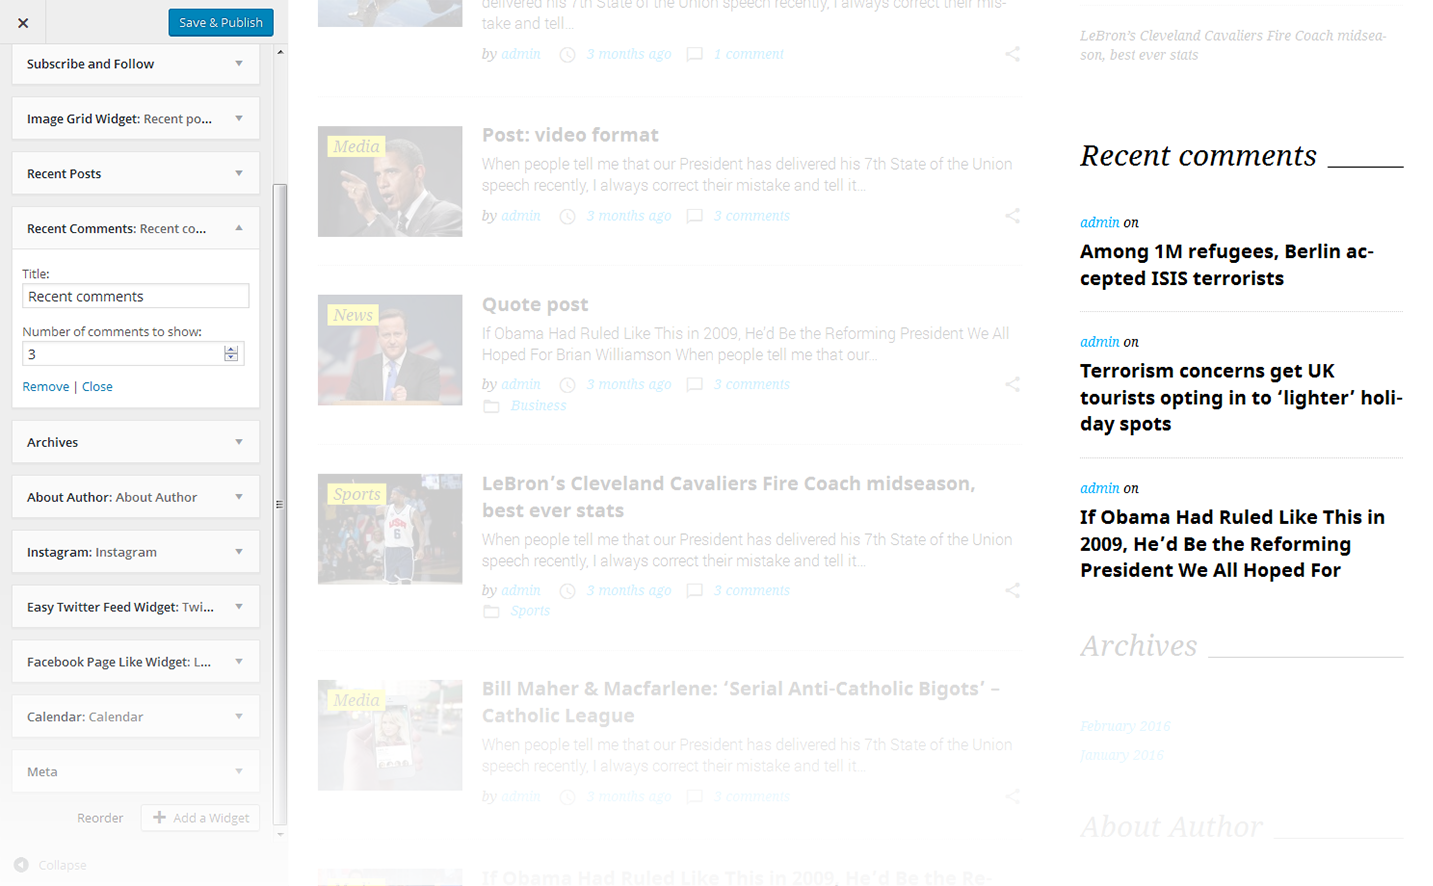 Save & Publish
Subscribe and Follow
Image Grid Widget: Recent po...
Recent Posts
Recent Comments: Recent co...
Title:
Recent comments
Number of comments to show:
3
Remove | Close
Archives
About Author: About Author
Instagram: Instagram
Easy Twitter Feed Widget: Twi...
Facebook Page Like Widget: L...
Calendar: Calendar
Meta
Reorder
Add a Widget
Collapse
delivered his 7th State of the Union speech recently, I always correct their mis-
take and tell...
by admin 3 months ago 1 comment
Media
Post: video format
When people tell me that our President has delivered his 7th State of the Union
speech recently, I always correct their mistake and tell it...
by admin 3 months ago 3 comments
News
Quote post
If Obama Had Ruled Like This in 2009, He'd Be the Reforming President We All
Hoped For Brian Williamson When people tell me that our...
by admin 3 months ago 3 comments
Business
Sports
LeBron's Cleveland Cavaliers Fire Coach midseason,
best ever stats
When people tell me that our President has delivered his 7th State of the Union
speech recently, I always correct their mistake and tell it...
by admin 3 months ago 3 comments
Sports
Media
Bill Maher & Macfarlene: ‘Serial Anti-Catholic Bigots’ –
Catholic League
When people tell me that our President has delivered his 7th State of the Union
speech recently, I always correct their mistake and tell it...
by admin 3 months ago 3 comments
Media
If Obama Had Ruled Like This in 2009, He’d Be the Re-
LeBron’s Cleveland Cavaliers Fire Coach midsea-
son, best ever stats
Recent comments
admin on
Among 1M refugees, Berlin ac-
cepted ISIS terrorists
admin on
Terrorism concerns get UK
tourists opting in to ‘lighter’ holi-
day spots
admin on
If Obama Had Ruled Like This in
2009, He’d Be the Reforming
President We All Hoped For
Archives
February 2016
January 2016
About Author